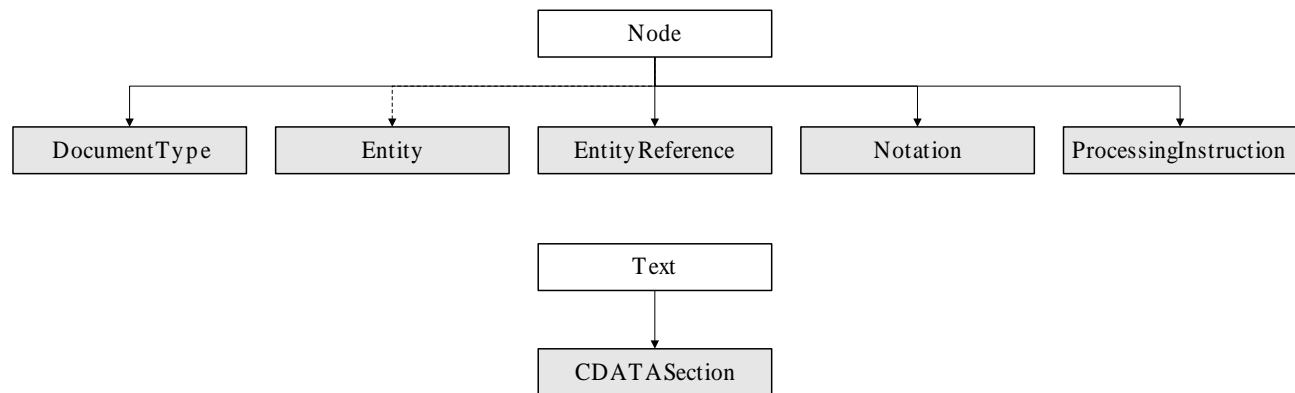 Node
DocumentType
Entity
EntityReference
Notation
ProcessingInstruction
Text
CDATASection